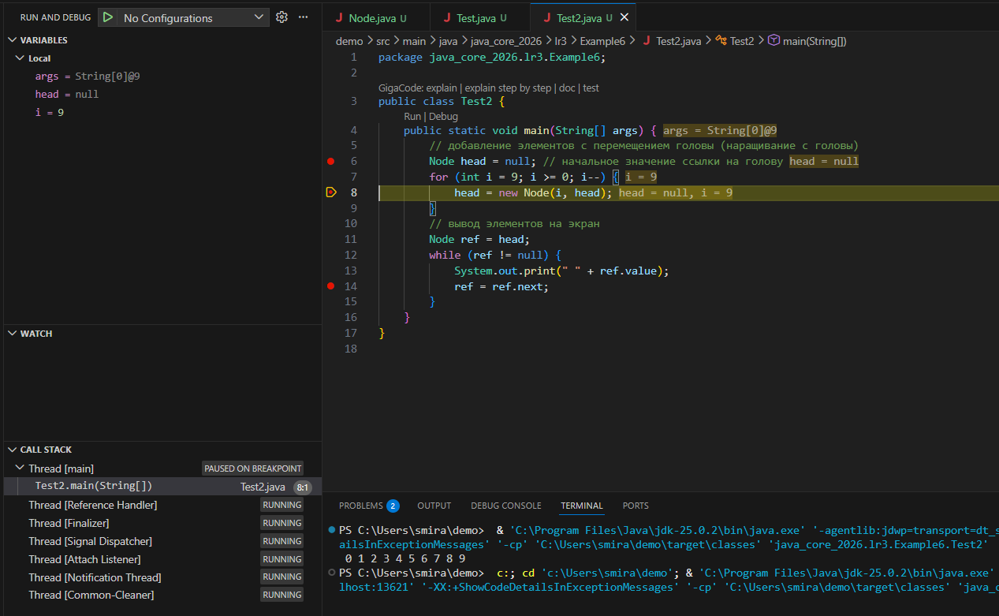 RUN AND DEBUG No Configurations
VARIABLES
Local
args = String[0]@9
head = null
i = 9
WATCH
CALL STACK
Thread [main] PAUSED ON BREAKPOINT
Test2.main(String[]) Test2.java 8:1
Thread [Reference Handler] RUNNING
Thread [Finalizer] RUNNING
Thread [Signal Dispatcher] RUNNING
Thread [Attach Listener] RUNNING
Thread [Notification Thread] RUNNING
Thread [Common-Cleaner] RUNNING
J Node.java U J Test.java U J Test2.java U
demo > src > main > java > java_core_2026 > lr3 > Example6 > J Test2.java > Test2 > main(String[])
1 package java_core_2026.lr3.Example6;
2
GigaCode: explain | explain step by step | doc | test
3 public class Test2 {
Run | Debug
4 public static void main(String[] args) { args = String[0]@9
5 // добавление элементов с перемещением головы (наращивание с головы)
6 Node head = null; // начальное значение ссылки на голову head = null
7 for (int i = 9; i >= 0; i--) { i = 9
8 head = new Node(i, head); head = null, i = 9
9 }
10 // вывод элементов на экран
11 Node ref = head;
12 while (ref != null) {
13 System.out.print(" " + ref.value);
14 ref = ref.next;
15 }
16 }
17 }
18
PROBLEMS 2 OUTPUT DEBUG CONSOLE TERMINAL PORTS
PS C:\Users\smira\demo> & 'C:\Program Files\Java\jdk-25.0.2\bin\java.exe' '-agentlib:jdwp=transport=dt_s
ailsInExceptionMessages' '-cp' 'C:\Users\smira\demo\target\classes' 'java_core_2026.lr3.Example6.Test2'
0 1 2 3 4 5 6 7 8 9
PS C:\Users\smira\demo> c:; cd 'c:\Users\smira\demo'; & 'C:\Program Files\Java\jdk-25.0.2\bin\java.exe'
lhost:13621' '-XX:+ShowCodeDetailsInExceptionMessages' '-cp' 'C:\Users\smira\demo\target\classes' 'java_c